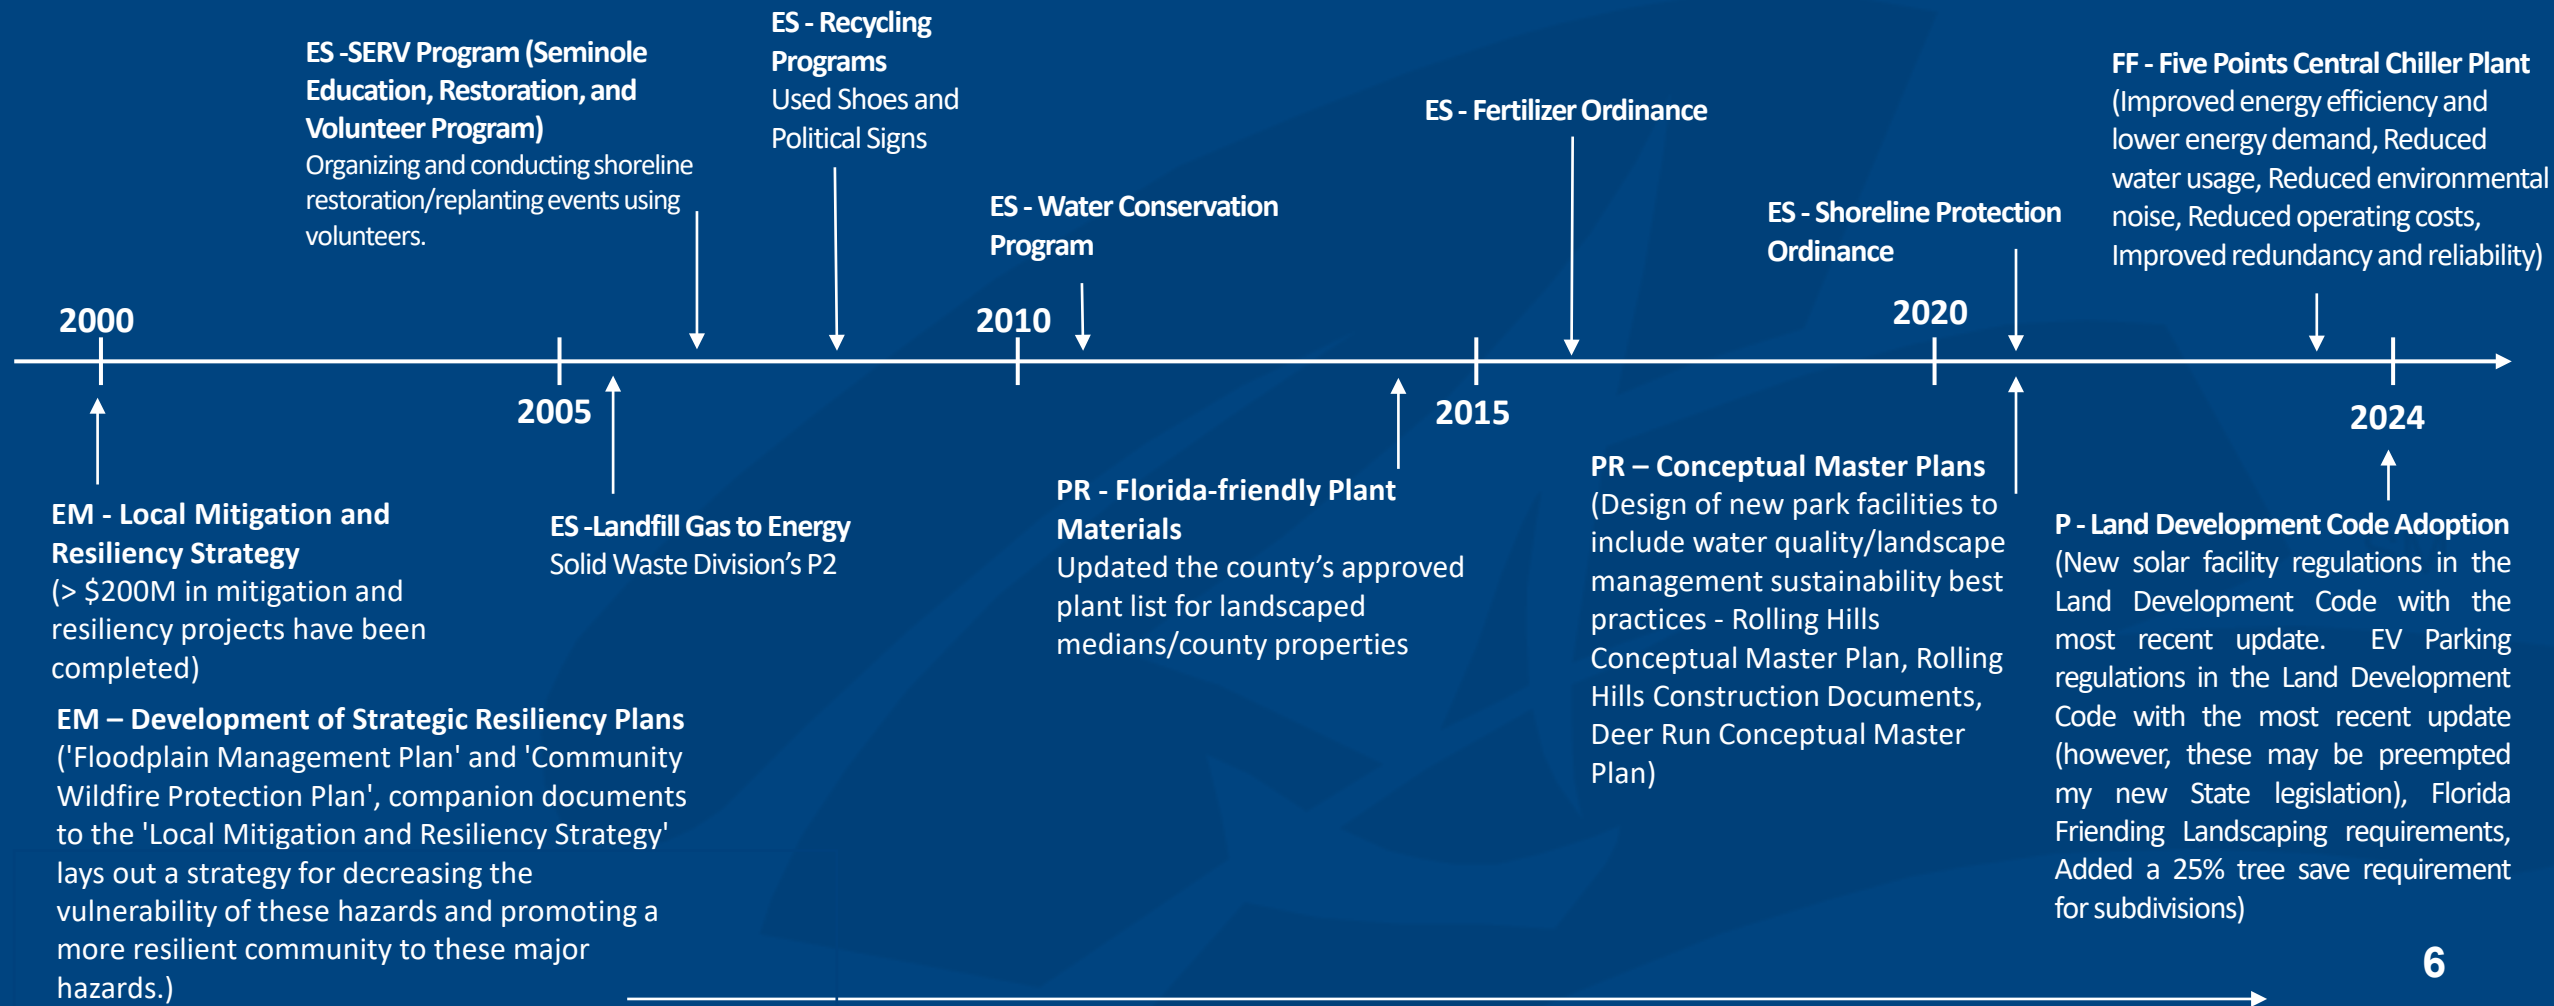 ES -SERV Program (Seminole
Education, Restoration, and
Volunteer Program)
Organizing and conducting shoreline
restoration/replanting events using
volunteers.
ES - Recycling
Programs
Used Shoes and
Political Signs
ES - Water Conservation
Program
ES - Fertilizer Ordinance
ES - Shoreline Protection
Ordinance
FF - Five Points Central Chiller Plant
(Improved energy efficiency and
lower energy demand, Reduced
water usage, Reduced environmental
noise, Reduced operating costs,
Improved redundancy and reliability)
2000
2005
2010
2015
2020
2024
EM - Local Mitigation and
Resiliency Strategy
(> $200M in mitigation and
resiliency projects have been
completed)
EM – Development of Strategic Resiliency Plans
('Floodplain Management Plan' and 'Community
Wildfire Protection Plan', companion documents
to the 'Local Mitigation and Resiliency Strategy'
lays out a strategy for decreasing the
vulnerability of these hazards and promoting a
more resilient community to these major
hazards.)
ES -Landfill Gas to Energy
Solid Waste Division’s P2
PR - Florida-friendly Plant
Materials
Updated the county’s approved
plant list for landscaped
medians/county properties
PR – Conceptual Master Plans
(Design of new park facilities to
include water quality/landscape
management sustainability best
practices - Rolling Hills
Conceptual Master Plan, Rolling
Hills Construction Documents,
Deer Run Conceptual Master
Plan)
P - Land Development Code Adoption
(New solar facility regulations in the
Land Development Code with the
most recent update. EV Parking
regulations in the Land Development
Code with the most recent update
(however, these may be preempted
my new State legislation), Florida
Friending Landscaping requirements,
Added a 25% tree save requirement
for subdivisions)
6